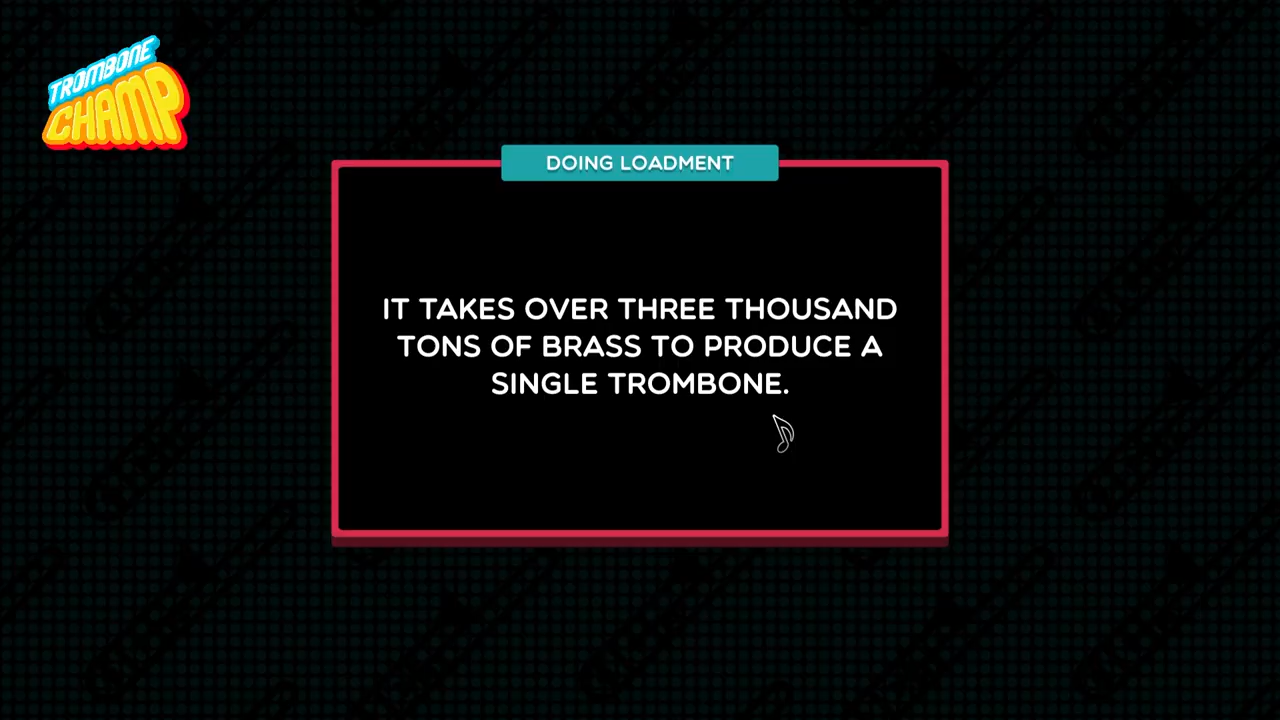 TROMBONE
CHAMP
DOING LOADMENT
IT TAKES OVER THREE THOUSAND
TONS OF BRASS TO PRODUCE A
SINGLE TROMBONE.